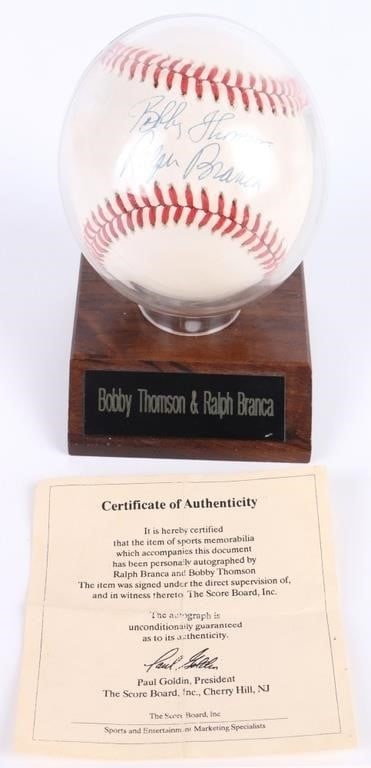 Bobby Thomson
Ralph Branca
Bobby Thomson & Ralph Branca
Certificate of Authenticity
It is hereby certified
that the item of sports memorabilia
which accompanies this document
has been personally autographed by
Ralph Branca and Bobby Thomson
The item was signed under the direct supervision of,
and in witness thereto The Score Board, Inc.
The autograph is
unconditionally guaranteed
as to its authenticity.
Paul Goldin
Paul Goldin, President
The Score Board, Inc., Cherry Hill, NJ
The Score Board, Inc
Sports and Entertainment Marketing Specialists